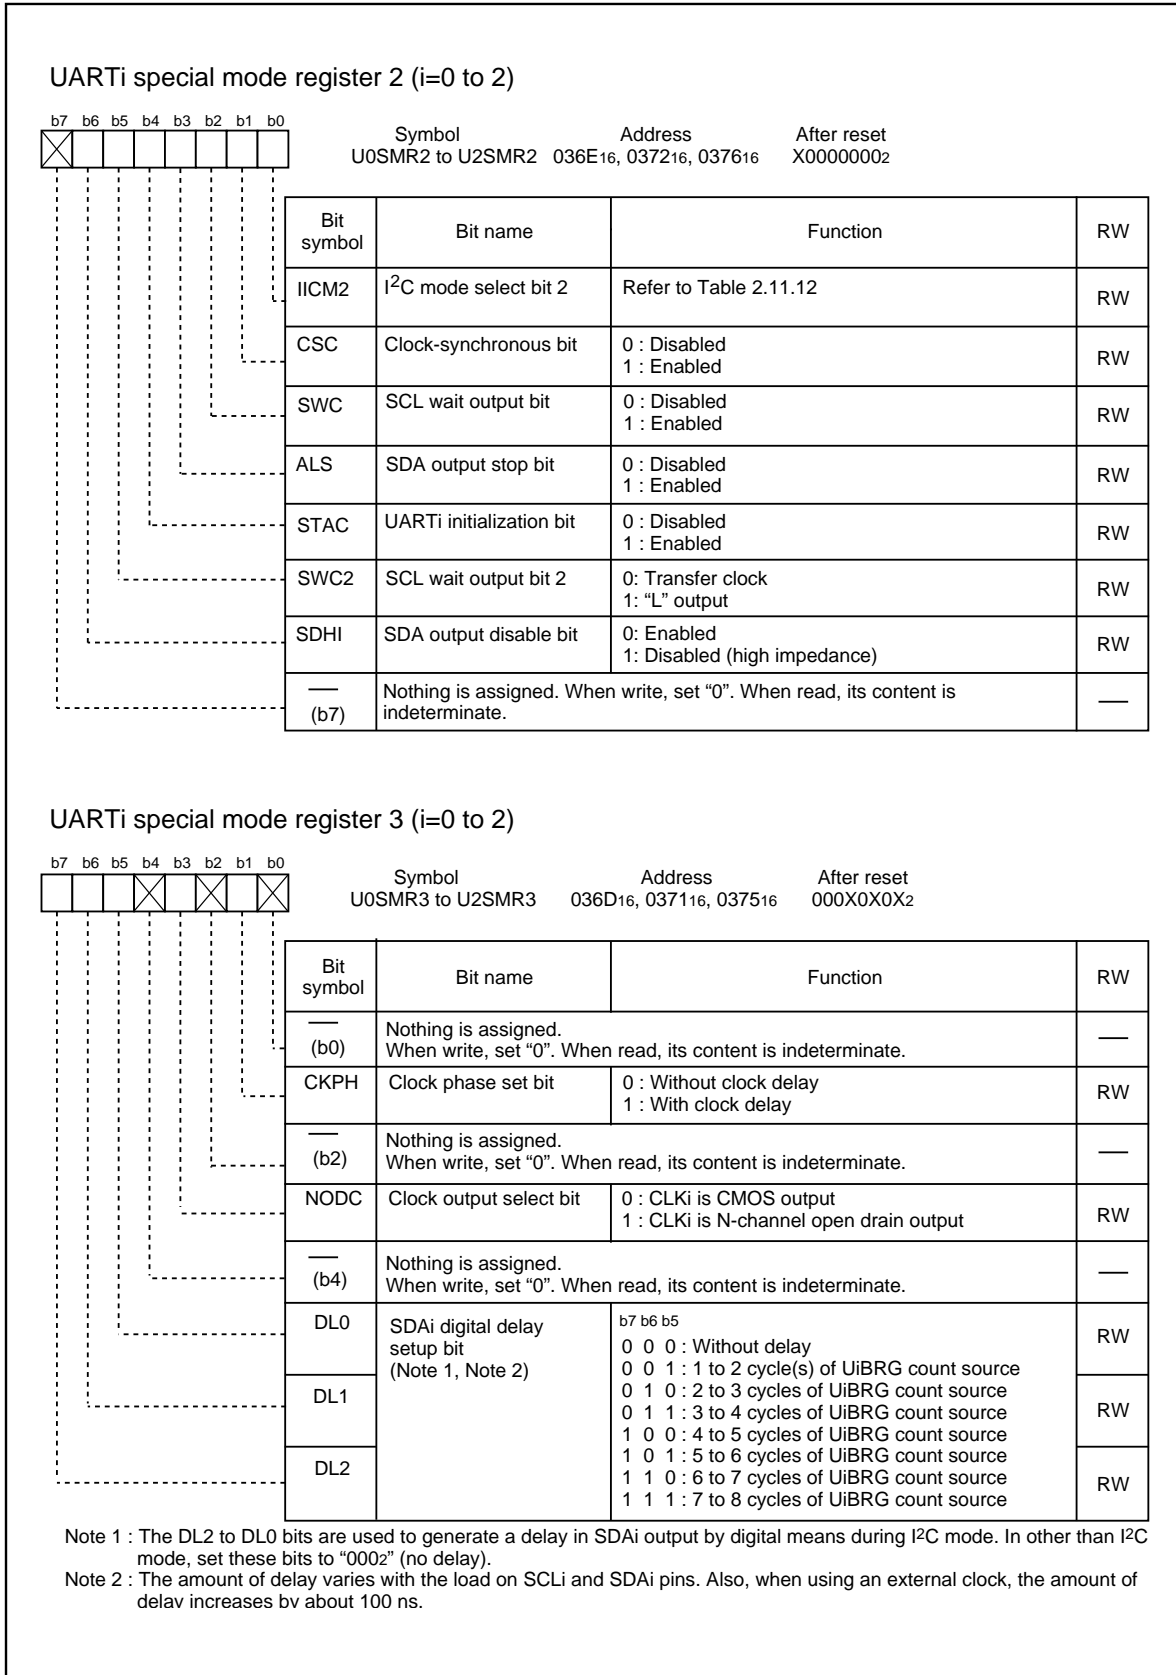 UARTi special mode register 2 (i=0 to 2)
b7 b6 b5 b4 b3 b2 b1 b0
Symbol Address After reset
U0SMR2 to U2SMR2 036E16, 037216, 037616 X00000002
Bit symbol Bit name Function RW
IICM2 I2C mode select bit 2 Refer to Table 2.11.12 RW
CSC Clock-synchronous bit 0 : Disabled
1 : Enabled RW
SWC SCL wait output bit 0 : Disabled
1 : Enabled RW
ALS SDA output stop bit 0 : Disabled
1 : Enabled RW
STAC UARTi initialization bit 0 : Disabled
1 : Enabled RW
SWC2 SCL wait output bit 2 0: Transfer clock
1: “L” output RW
SDHI SDA output disable bit 0: Enabled
1: Disabled (high impedance) RW
— (b7) Nothing is assigned. When write, set “0”. When read, its content is
indeterminate. —
UARTi special mode register 3 (i=0 to 2)
b7 b6 b5 b4 b3 b2 b1 b0
Symbol Address After reset
U0SMR3 to U2SMR3 036D16, 037116, 037516 000X0X0X2
Bit symbol Bit name Function RW
— (b0) Nothing is assigned.
When write, set “0”. When read, its content is indeterminate. —
CKPH Clock phase set bit 0 : Without clock delay
1 : With clock delay RW
— (b2) Nothing is assigned.
When write, set “0”. When read, its content is indeterminate. —
NODC Clock output select bit 0 : CLKi is CMOS output
1 : CLKi is N-channel open drain output RW
— (b4) Nothing is assigned.
When write, set “0”. When read, its content is indeterminate. —
DL0 SDAi digital delay
setup bit
(Note 1, Note 2) b7 b6 b5
0 0 0 : Without delay RW
0 0 1 : 1 to 2 cycle(s) of UiBRG count source
0 1 0 : 2 to 3 cycles of UiBRG count source
DL1 0 1 1 : 3 to 4 cycles of UiBRG count source RW
1 0 0 : 4 to 5 cycles of UiBRG count source
1 0 1 : 5 to 6 cycles of UiBRG count source
DL2 1 1 0 : 6 to 7 cycles of UiBRG count source RW
1 1 1 : 7 to 8 cycles of UiBRG count source
Note 1 : The DL2 to DL0 bits are used to generate a delay in SDAi output by digital means during I2C mode. In other than I2C
mode, set these bits to “0002” (no delay).
Note 2 : The amount of delay varies with the load on SCLi and SDAi pins. Also, when using an external clock, the amount of
delay increases by about 100 ns.